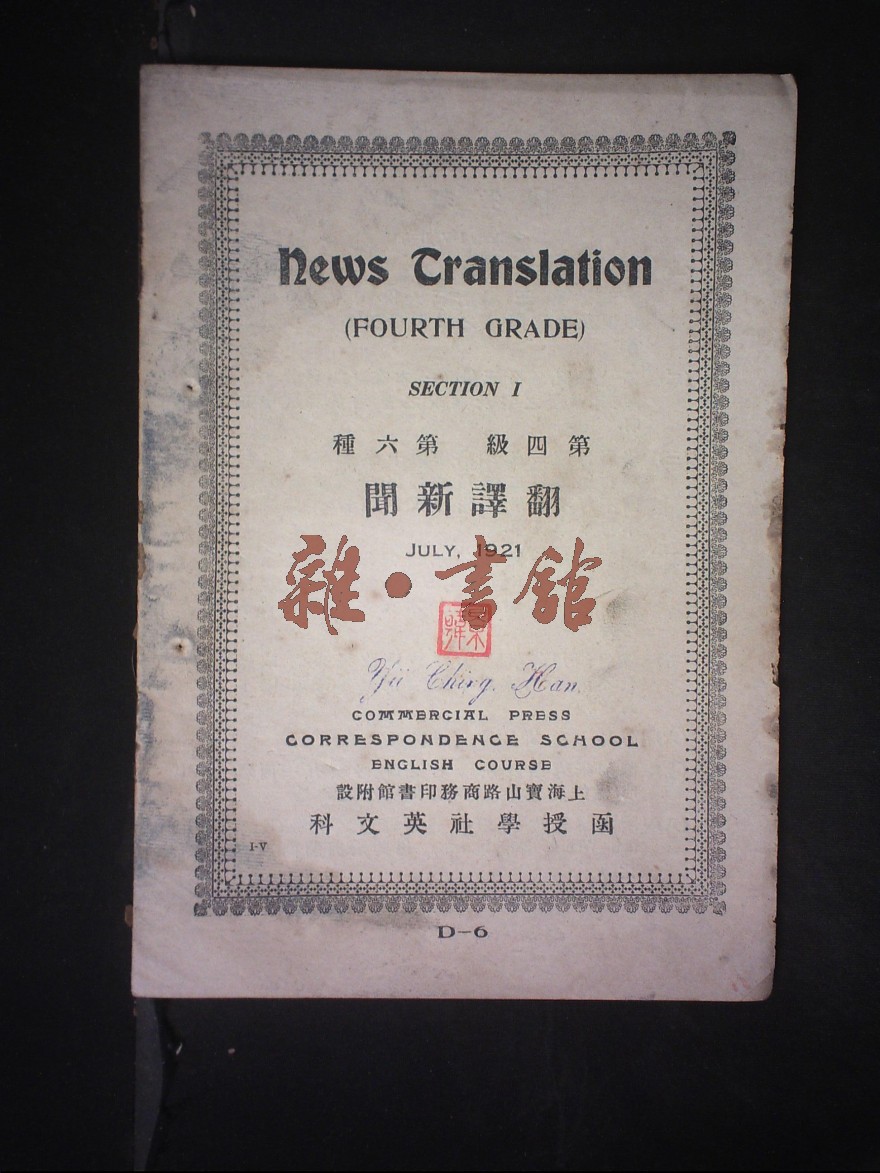 News Translation
(FOURTH GRADE)
SECTION I
第四級 第六種
翻譯新聞
JULY, 1921
雜·書館
Yü Ching Han
COMMERCIAL PRESS
CORRESPONDENCE SCHOOL
ENGLISH COURSE
上海寶山路商務印書館附設
函授學社英文科
I-V
D-6